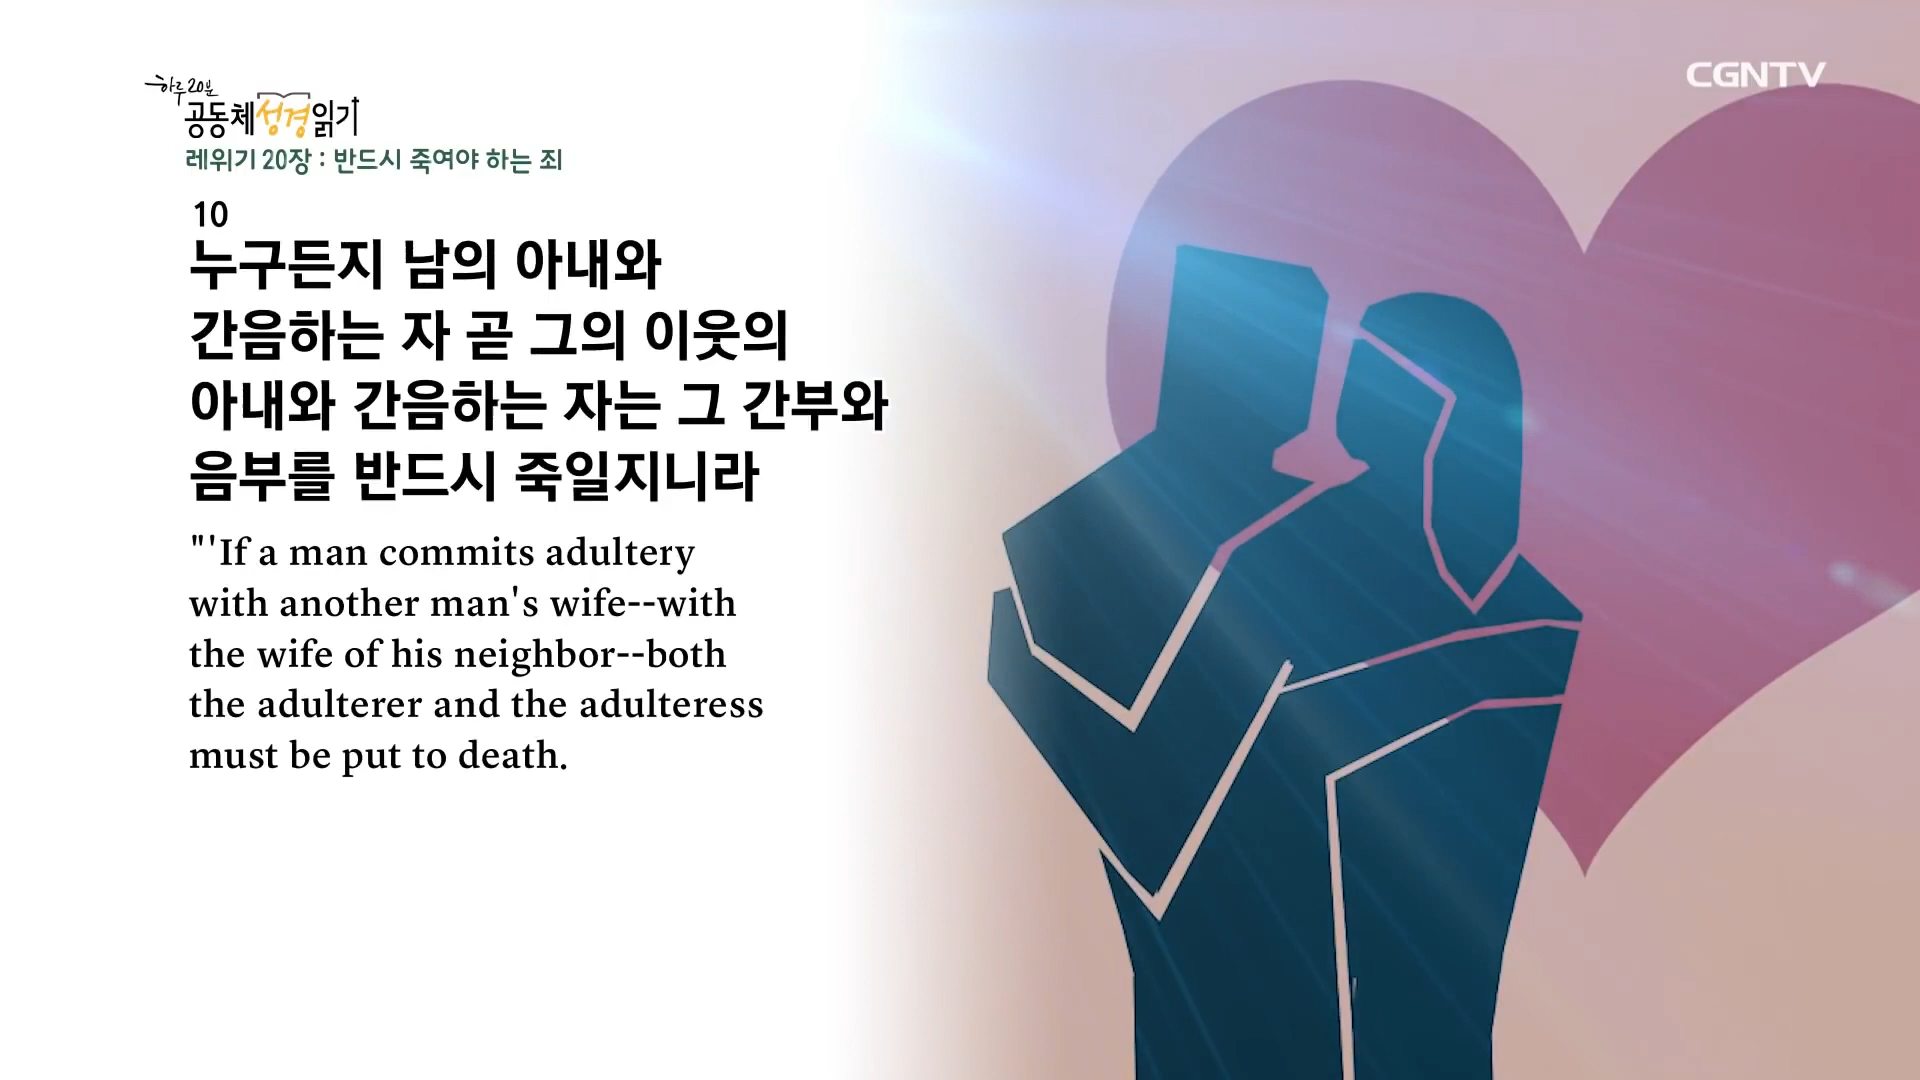 하루 20분
공동체성경읽기
CGNTV
레위기 20장 : 반드시 죽여야 하는 죄
10
누구든지 남의 아내와
간음하는 자 곧 그의 이웃의
아내와 간음하는 자는 그 간부와
음부를 반드시 죽일지니라
"'If a man commits adultery
with another man's wife--with
the wife of his neighbor--both
the adulterer and the adulteress
must be put to death.